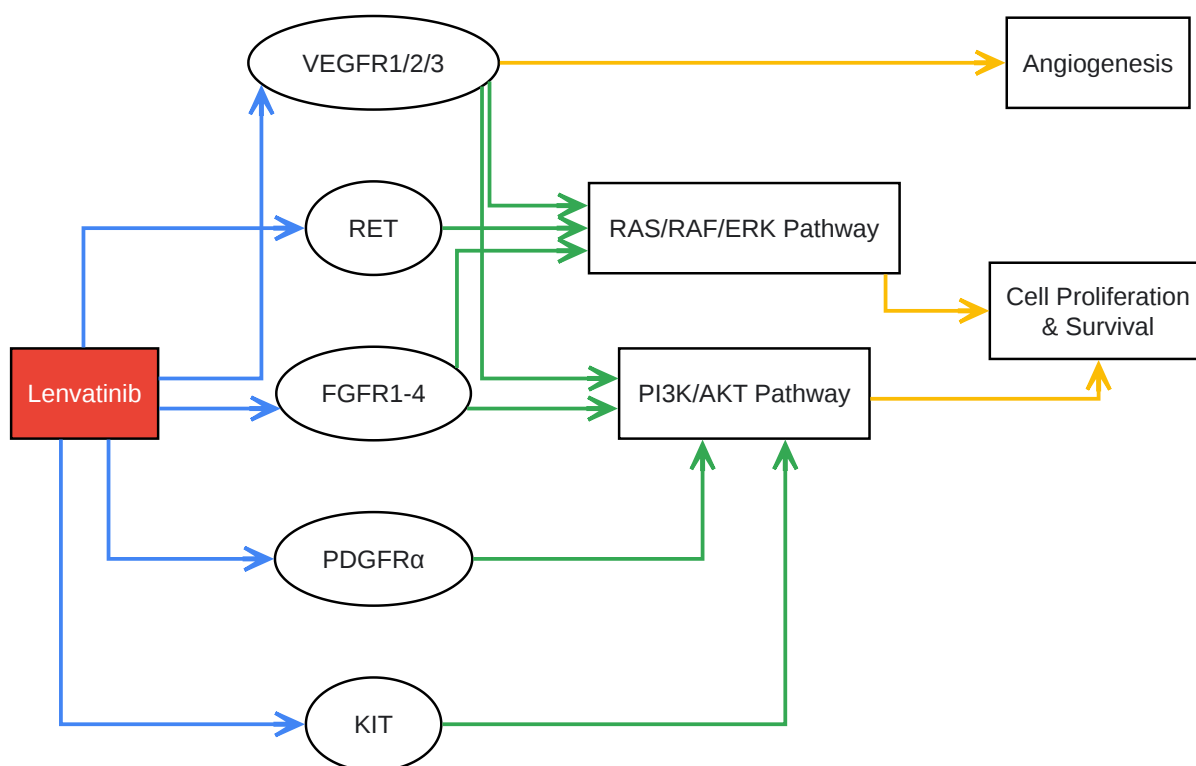 VEGFR1/2/3
Angiogenesis
RET
RAS/RAF/ERK Pathway
Cell Proliferation
& Survival
Lenvatinib
FGFR1-4
PI3K/AKT Pathway
PDGFRα
KIT